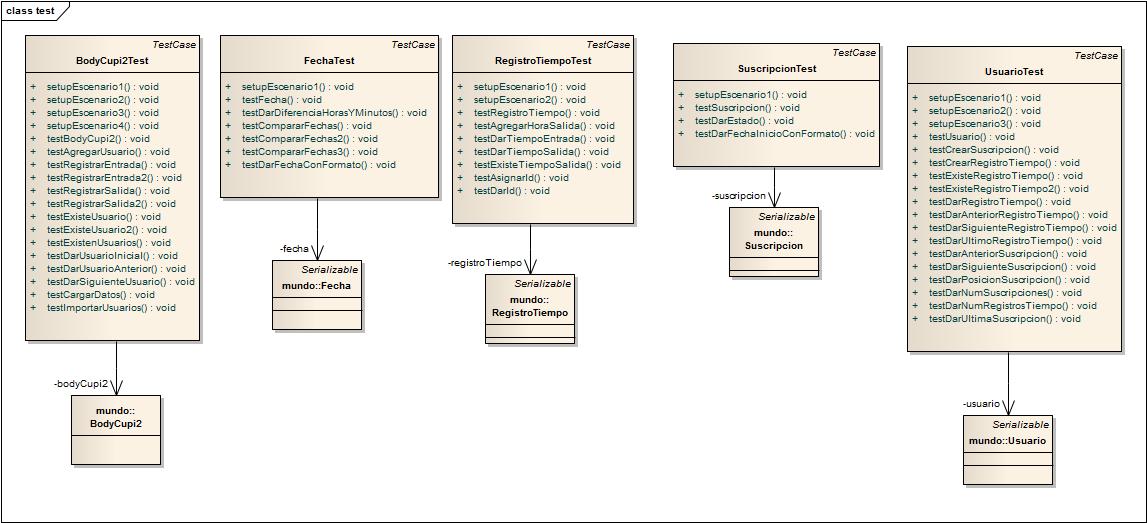 class test
TestCase
BodyCupi2Test
+ setupEscenario1() : void
+ setupEscenario2() : void
+ setupEscenario3() : void
+ setupEscenario4() : void
+ testBodyCupi2() : void
+ testAgregarUsuario() : void
+ testRegistrarEntrada() : void
+ testRegistrarEntrada2() : void
+ testRegistrarSalida() : void
+ testRegistrarSalida2() : void
+ testExisteUsuario() : void
+ testExisteUsuario2() : void
+ testExistenUsuarios() : void
+ testDarUsuarioInicial() : void
+ testDarUsuarioAnterior() : void
+ testDarSiguienteUsuario() : void
+ testCargarDatos() : void
+ testImportarUsuarios() : void
-bodyCupi2
mundo::
BodyCupi2
TestCase
FechaTest
+ setupEscenario1() : void
+ testFecha() : void
+ testDarDiferenciaHorasYMinutos() : void
+ testCompararFechas() : void
+ testCompararFechas2() : void
+ testCompararFechas3() : void
+ testDarFechaConFormato() : void
-fecha
Serializable
mundo::Fecha
TestCase
RegistroTiempoTest
+ setupEscenario1() : void
+ setupEscenario2() : void
+ testRegistroTiempo() : void
+ testAgregarHoraSalida() : void
+ testDarTiempoEntrada() : void
+ testDarTiempoSalida() : void
+ testExisteTiempoSalida() : void
+ testAsignarId() : void
+ testDarId() : void
-registroTiempo
Serializable
mundo::
RegistroTiempo
TestCase
SuscripcionTest
+ setupEscenario1() : void
+ testSuscripcion() : void
+ testDarEstado() : void
+ testDarFechaInicioConFormato() : void
-suscripcion
Serializable
mundo::
Suscripcion
TestCase
UsuarioTest
+ setupEscenario1() : void
+ setupEscenario2() : void
+ setupEscenario3() : void
+ testUsuario() : void
+ testCrearSuscripcion() : void
+ testCrearRegistroTiempo() : void
+ testExisteRegistroTiempo() : void
+ testExisteRegistroTiempo2() : void
+ testDarRegistroTiempo() : void
+ testDarAnteriorRegistroTiempo() : void
+ testDarSiguienteRegistroTiempo() : void
+ testDarUltimoRegistroTiempo() : void
+ testDarAnteriorSuscripcion() : void
+ testDarSiguienteSuscripcion() : void
+ testDarPosicionSuscripcion() : void
+ testDarNumSuscripciones() : void
+ testDarNumRegistrosTiempo() : void
+ testDarUltimaSuscripcion() : void
-usuario
Serializable
mundo::Usuario